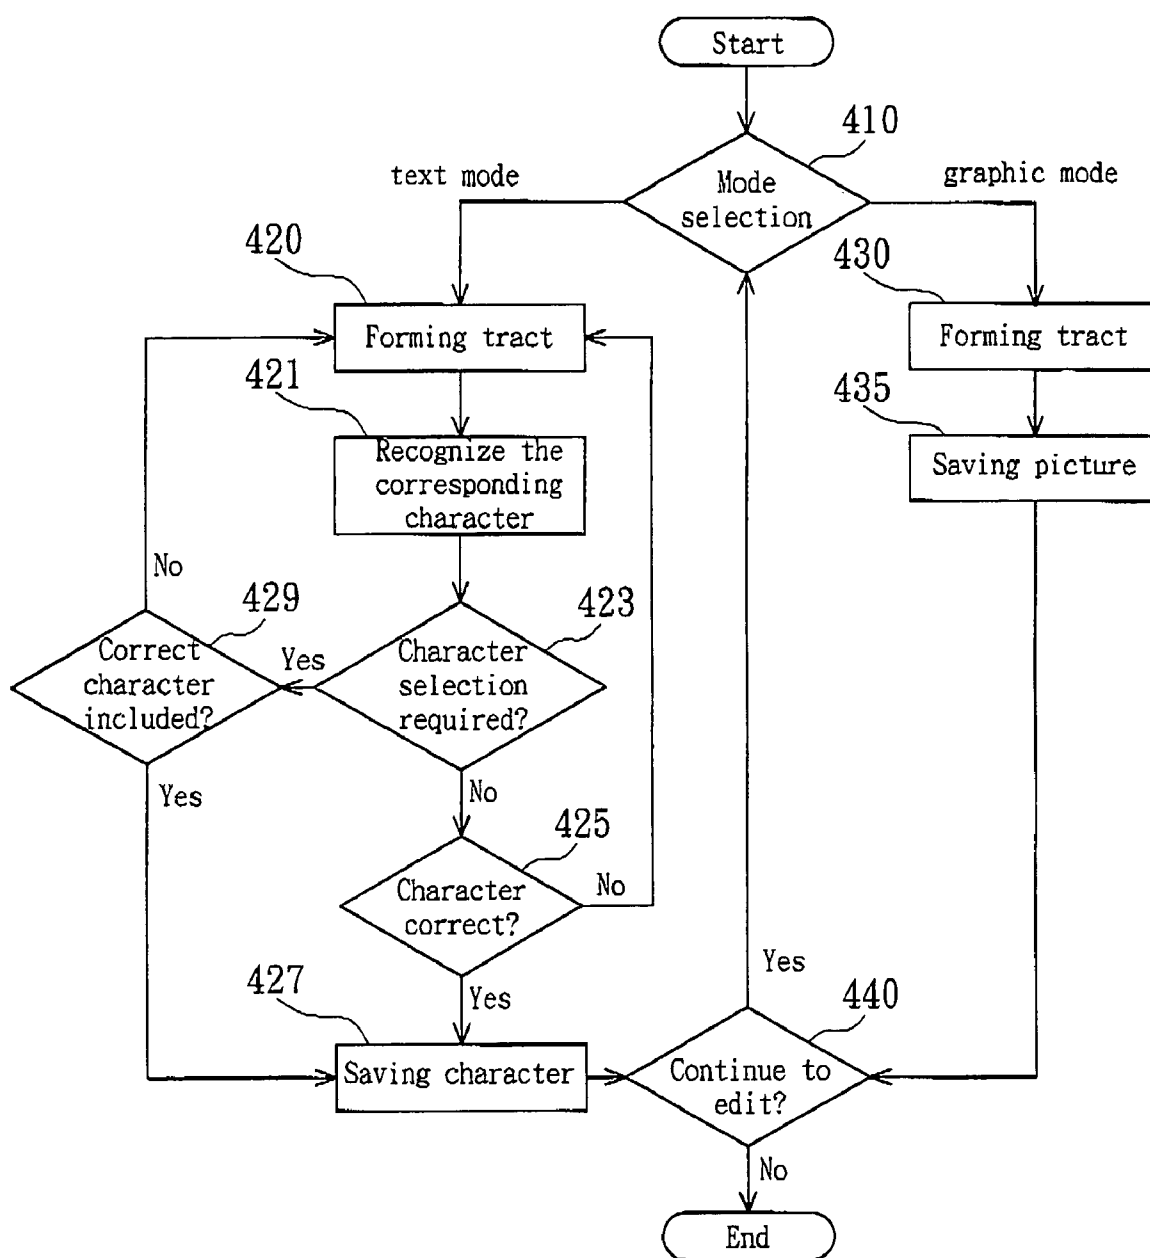 Start
410
Mode
selection
text mode
graphic mode
420
Forming tract
430
Forming tract
421
Recognize the
corresponding
character
435
Saving picture
No
429
Correct
character
included?
Yes
423
Character
selection
required?
Yes
No
425
Character
correct?
No
Yes
427
Saving character
Yes
440
Continue to
edit?
No
End